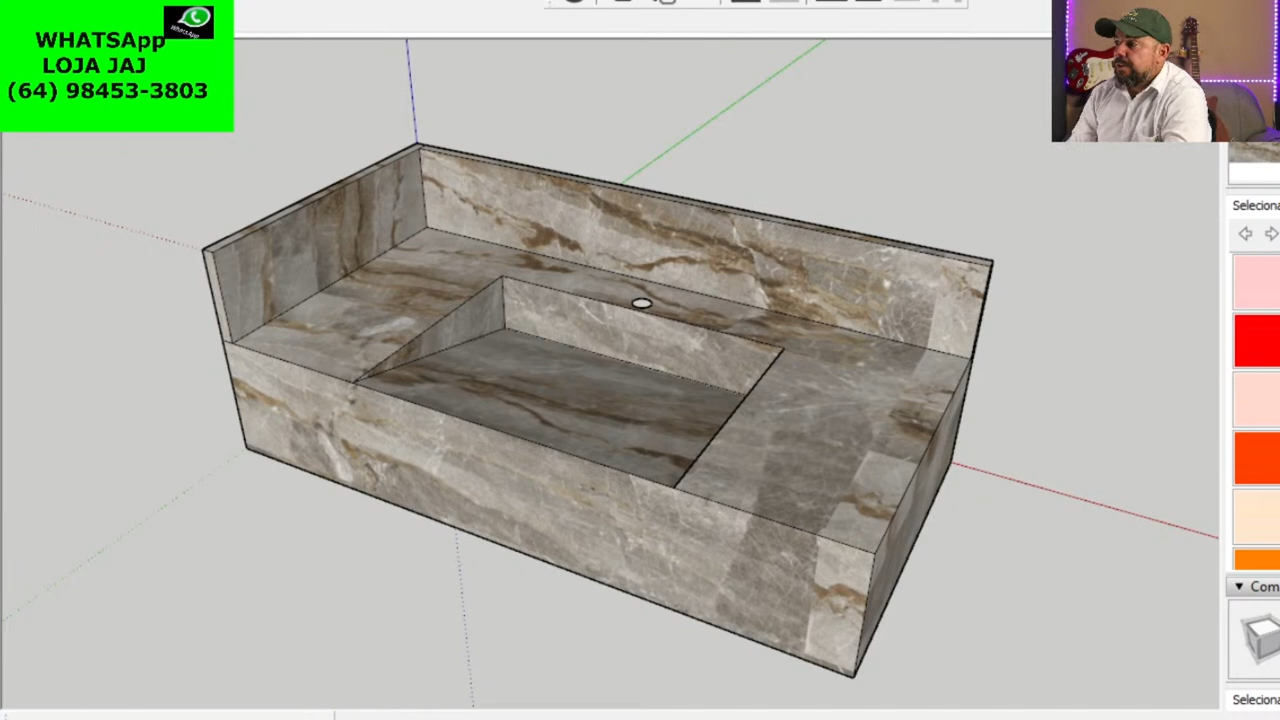 WHATSApp
WhatsApp
LOJA JAJ
(64) 98453-3803
Seleciona
Com
Seleciona